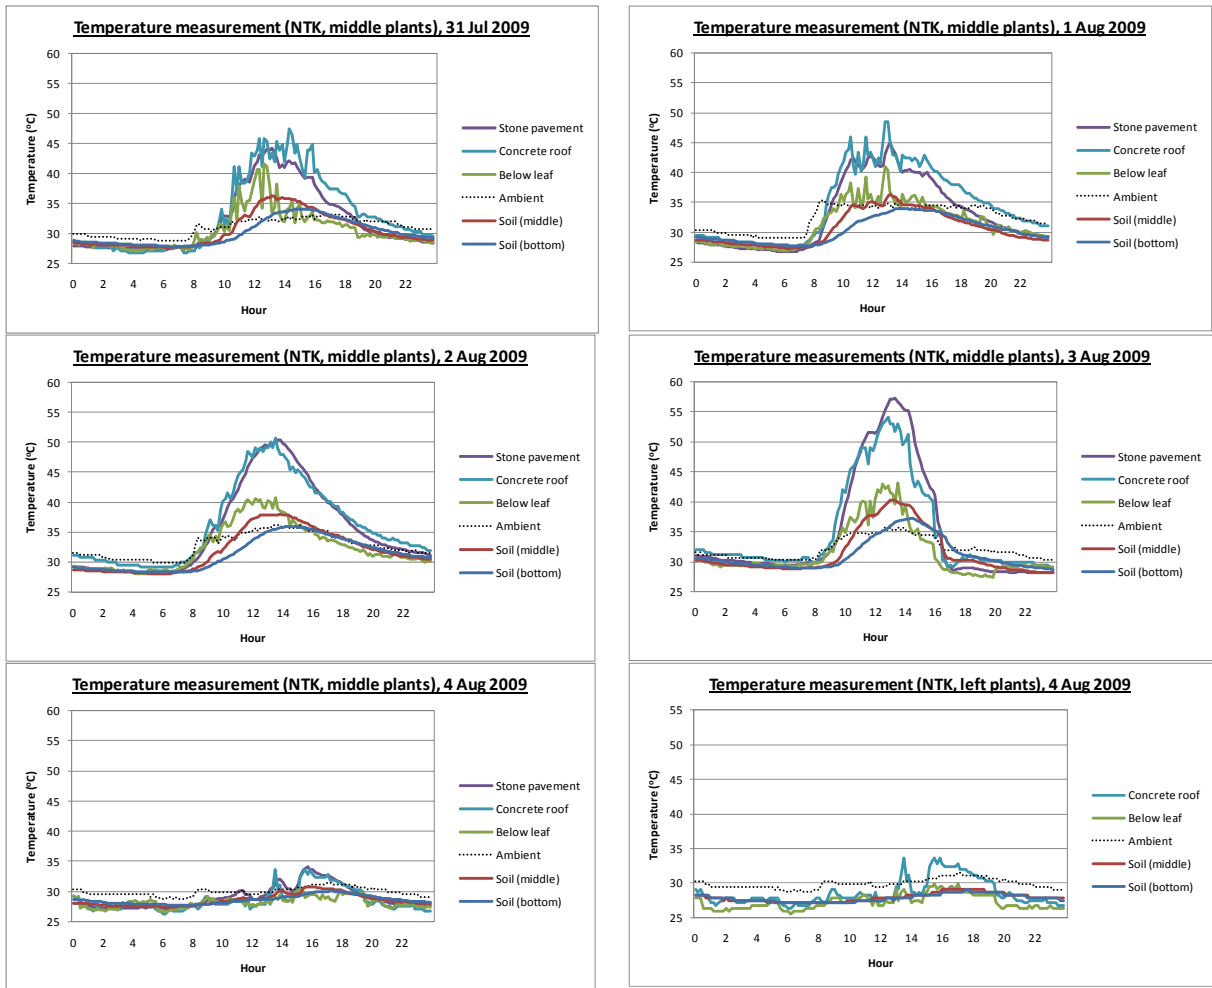 Temperature measurement (NTK, middle plants), 31 Jul 2009
60
55
50
45
40
35
30
25
Temperature (°C)
0 2 4 6 8 10 12 14 16 18 20 22
Hour
Stone pavement
Concrete roof
Below leaf
Ambient
Soil (middle)
Soil (bottom)
Temperature measurement (NTK, middle plants), 1 Aug 2009
60
55
50
45
40
35
30
25
Temperature (°C)
0 2 4 6 8 10 12 14 16 18 20 22
Hour
Stone pavement
Concrete roof
Below leaf
Ambient
Soil (middle)
Soil (bottom)
Temperature measurement (NTK, middle plants), 2 Aug 2009
60
55
50
45
40
35
30
25
Temperature (°C)
0 2 4 6 8 10 12 14 16 18 20 22
Hour
Stone pavement
Concrete roof
Below leaf
Ambient
Soil (middle)
Soil (bottom)
Temperature measurements (NTK, middle plants), 3 Aug 2009
60
55
50
45
40
35
30
25
Temperature (°C)
0 2 4 6 8 10 12 14 16 18 20 22
Hour
Stone pavement
Concrete roof
Below leaf
Ambient
Soil (middle)
Soil (bottom)
Temperature measurement (NTK, middle plants), 4 Aug 2009
60
55
50
45
40
35
30
25
Temperature (°C)
0 2 4 6 8 10 12 14 16 18 20 22
Hour
Stone pavement
Concrete roof
Below leaf
Ambient
Soil (middle)
Soil (bottom)
Temperature measurement (NTK, left plants), 4 Aug 2009
55
50
45
40
35
30
25
Temperature (°C)
0 2 4 6 8 10 12 14 16 18 20 22
Hour
Concrete roof
Below leaf
Ambient
Soil (middle)
Soil (bottom)